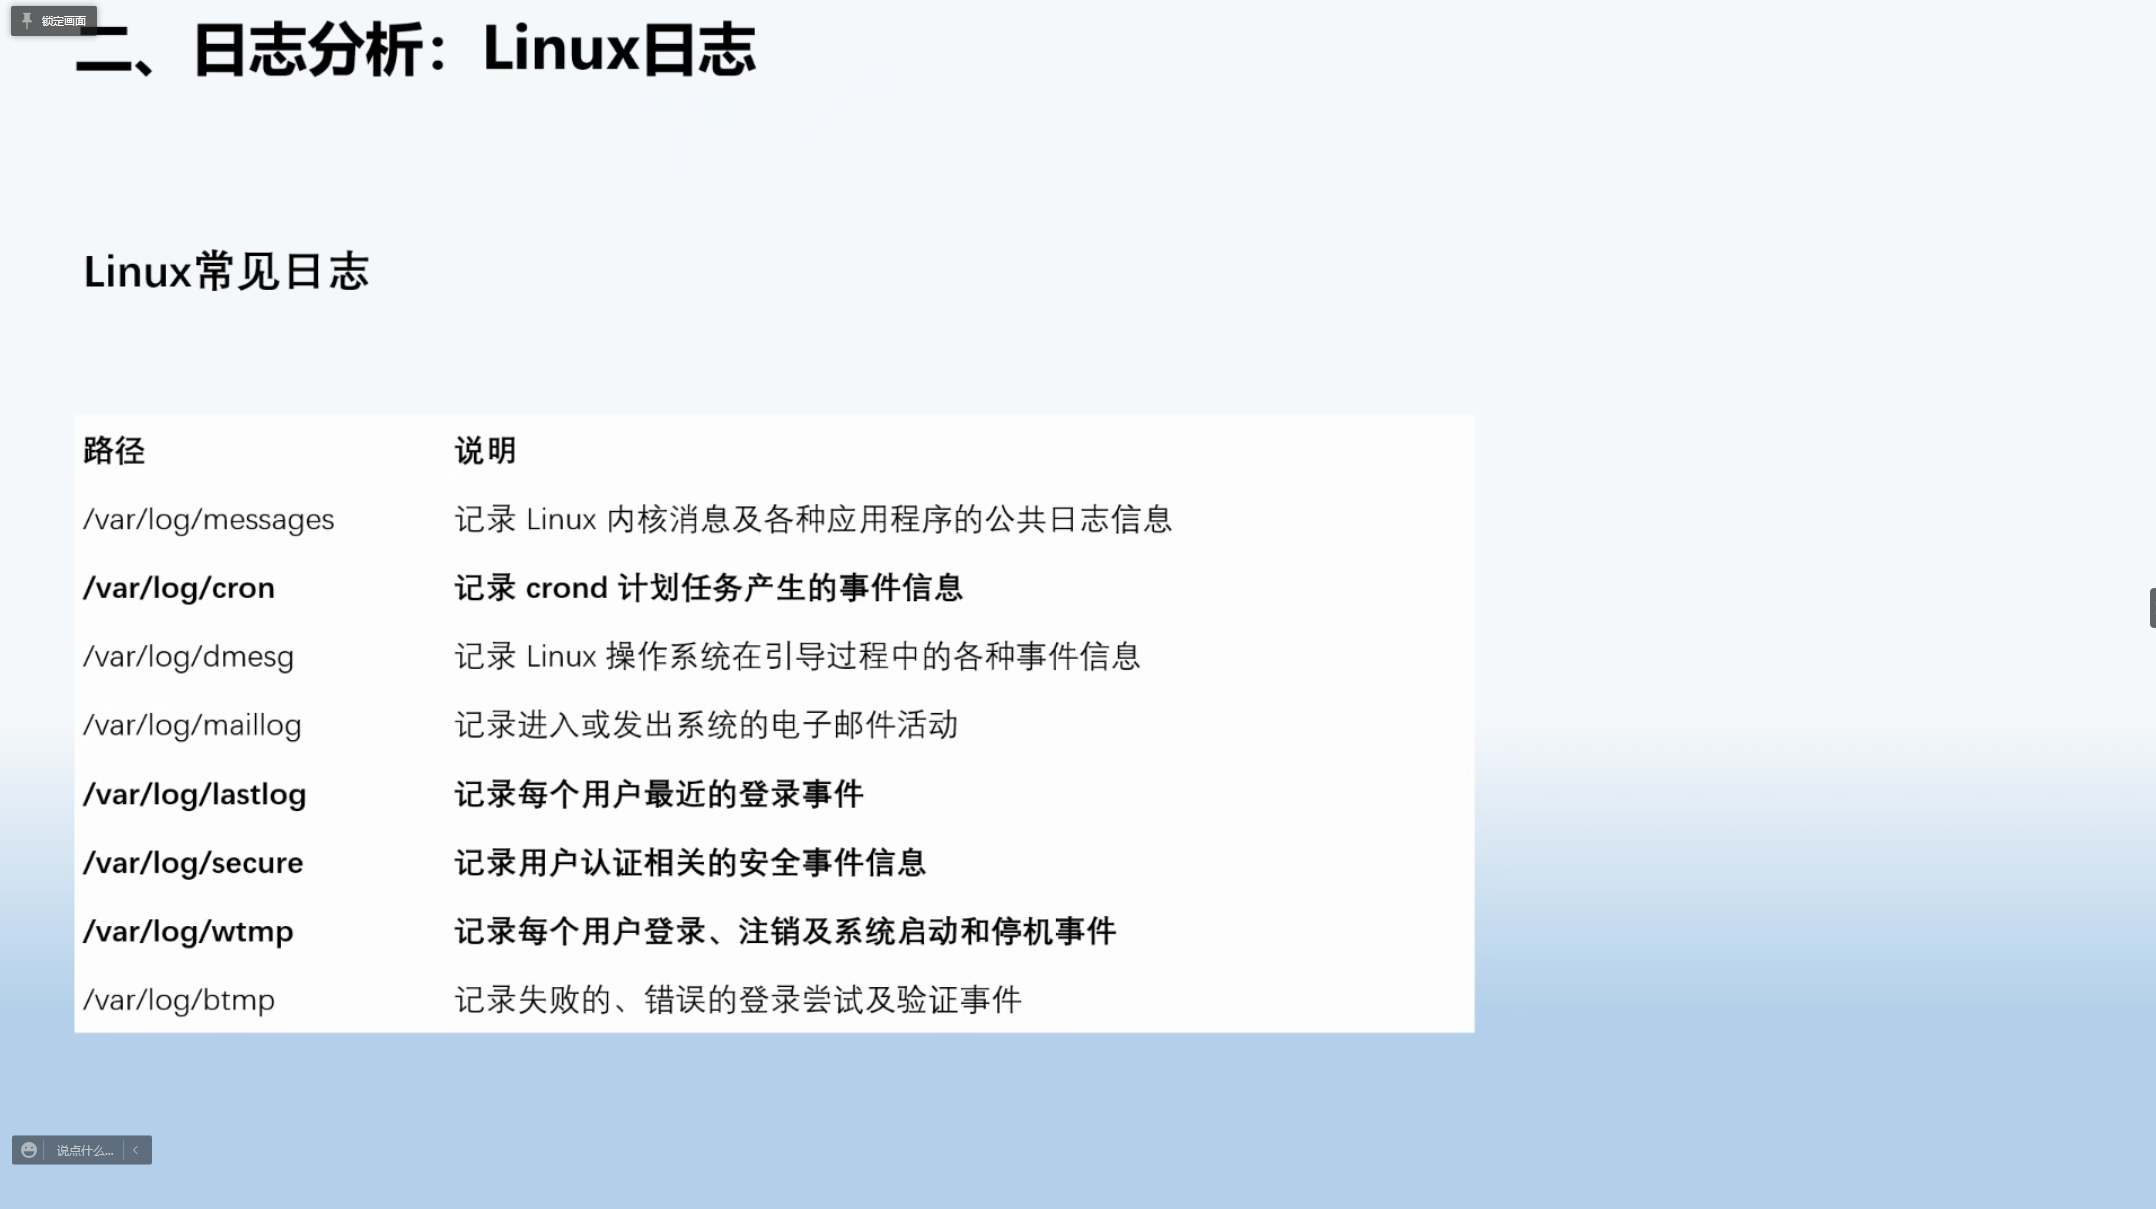 锁定画面
二、日志分析：Linux日志
Linux常见日志
路径 说明
/var/log/messages 记录 Linux 内核消息及各种应用程序的公共日志信息
/var/log/cron 记录 crond 计划任务产生的事件信息
/var/log/dmesg 记录 Linux 操作系统在引导过程中的各种事件信息
/var/log/maillog 记录进入或发出系统的电子邮件活动
/var/log/lastlog 记录每个用户最近的登录事件
/var/log/secure 记录用户认证相关的安全事件信息
/var/log/wtmp 记录每个用户登录、注销及系统启动和停机事件
/var/log/btmp 记录失败的、错误的登录尝试及验证事件
说点什么...